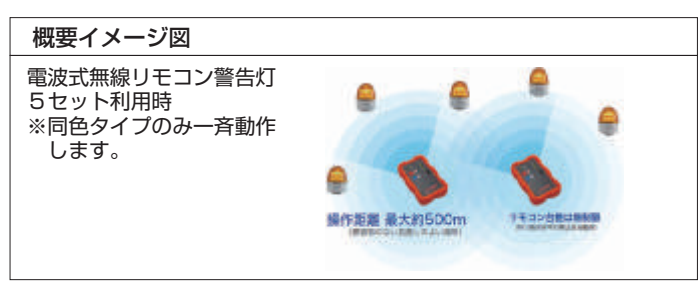 概要イメージ図
電波式無線リモコン警告灯
５セット利用時
※同色タイプのみ一斉動作
します。
操作距離 最大約500m
リモコン台数は無制限